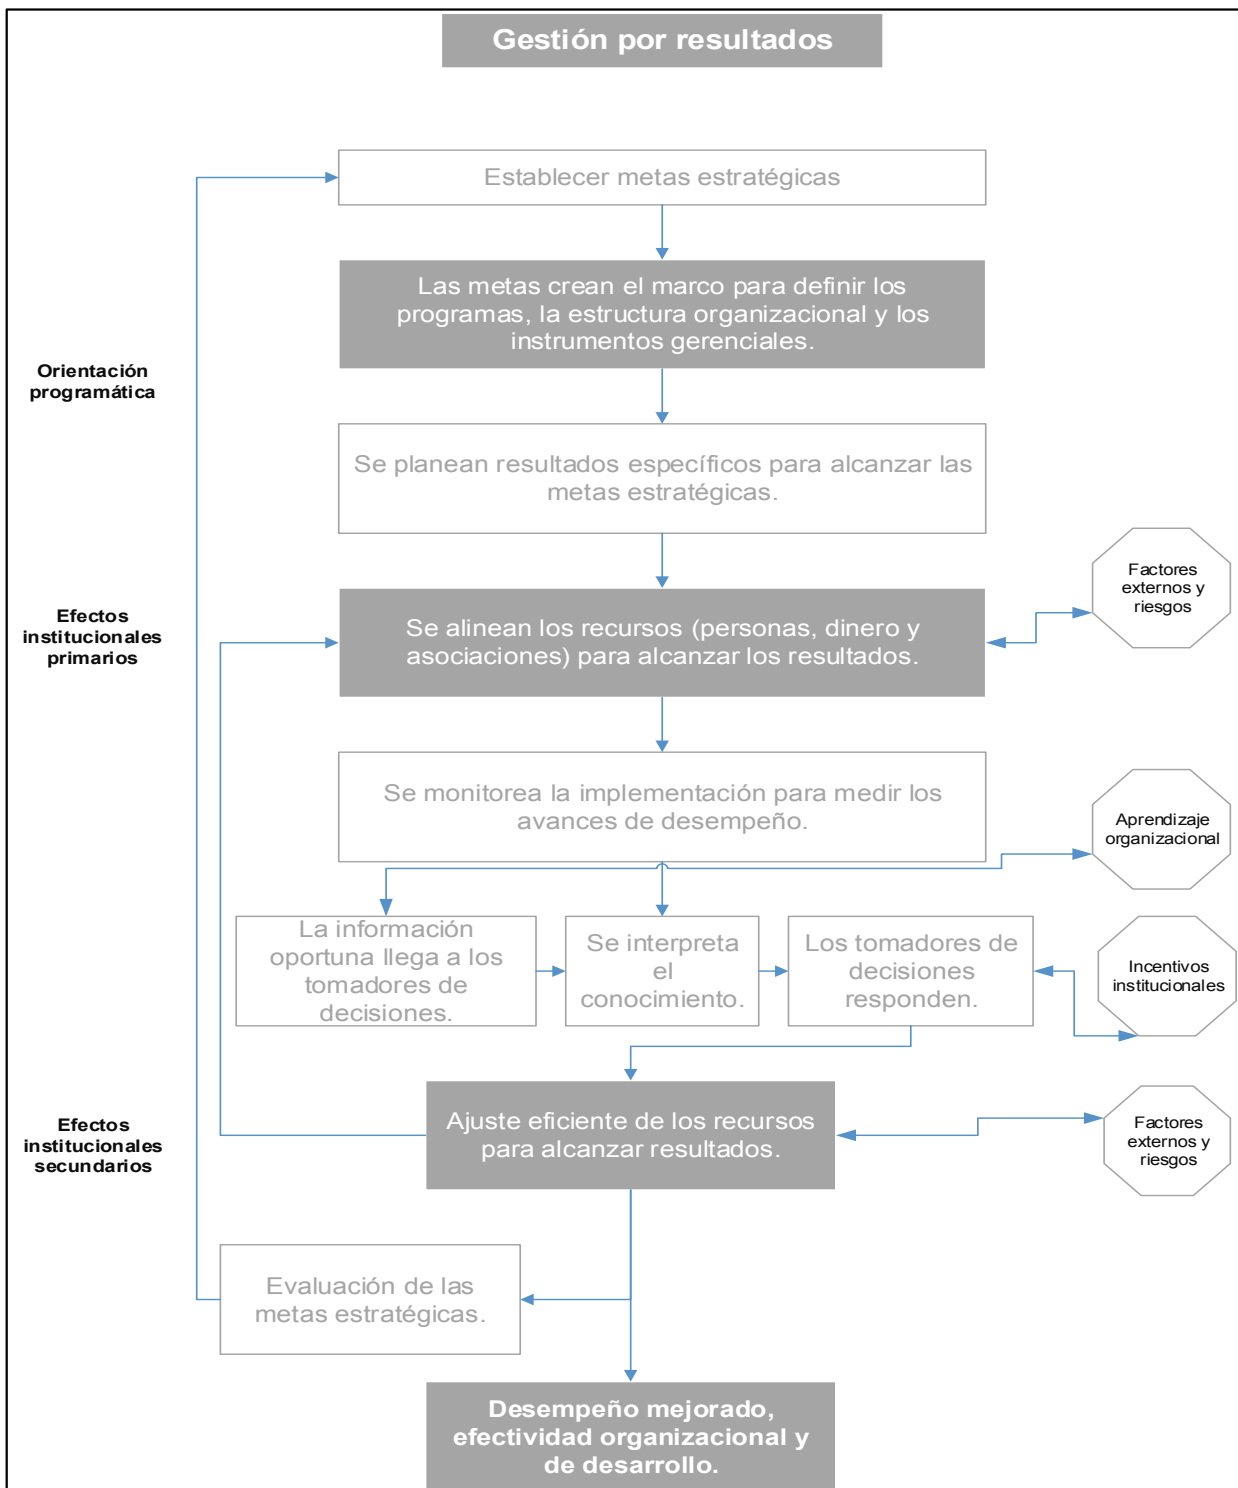 Gestión por resultados
Establecer metas estratégicas
Las metas crean el marco para definir los
programas, la estructura organizacional y los
instrumentos gerenciales.
Orientación
programática
Se planean resultados específicos para alcanzar las
metas estratégicas.
Factores
externos y
riesgos
Efectos
institucionales
primarios
Se alinean los recursos (personas, dinero y
asociaciones) para alcanzar los resultados.
Se monitorea la implementación para medir los
avances de desempeño.
Aprendizaje
organizacional
La información
oportuna llega a los
tomadores de
decisiones.
Se interpreta
el
conocimiento.
Los tomadores de
decisiones
responden.
Incentivos
institucionales
Efectos
institucionales
secundarios
Ajuste eficiente de los recursos
para alcanzar resultados.
Factores
externos y
riesgos
Evaluación de las
metas estratégicas.
Desempeño mejorado,
efectividad organizacional y
de desarrollo.